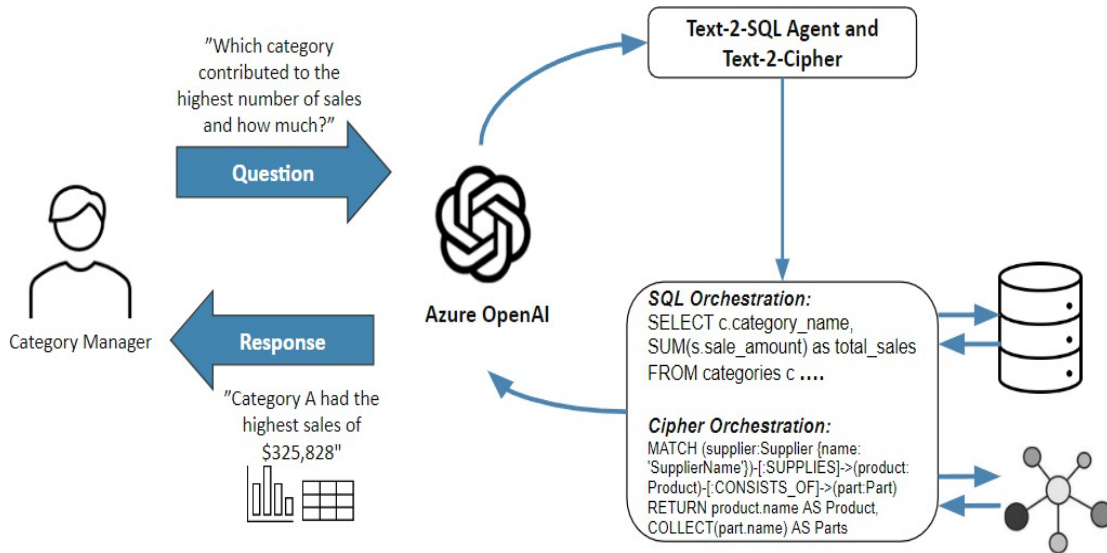 "Which category
contributed to the
highest number of sales
and how much?"
Question
Category Manager
Response
"Category A had the
highest sales of
$325,828"
Azure OpenAI
Text-2-SQL Agent and
Text-2-Cipher
SQL Orchestration:
SELECT c.category_name,
SUM(s.sale_amount) as total_sales
FROM categories c ....
Cipher Orchestration:
MATCH (supplier:Supplier {name:
'SupplierName'})-[:SUPPLIES]->(product:
Product)-[:CONSISTS_OF]->(part:Part)
RETURN product.name AS Product,
COLLECT(part.name) AS Parts